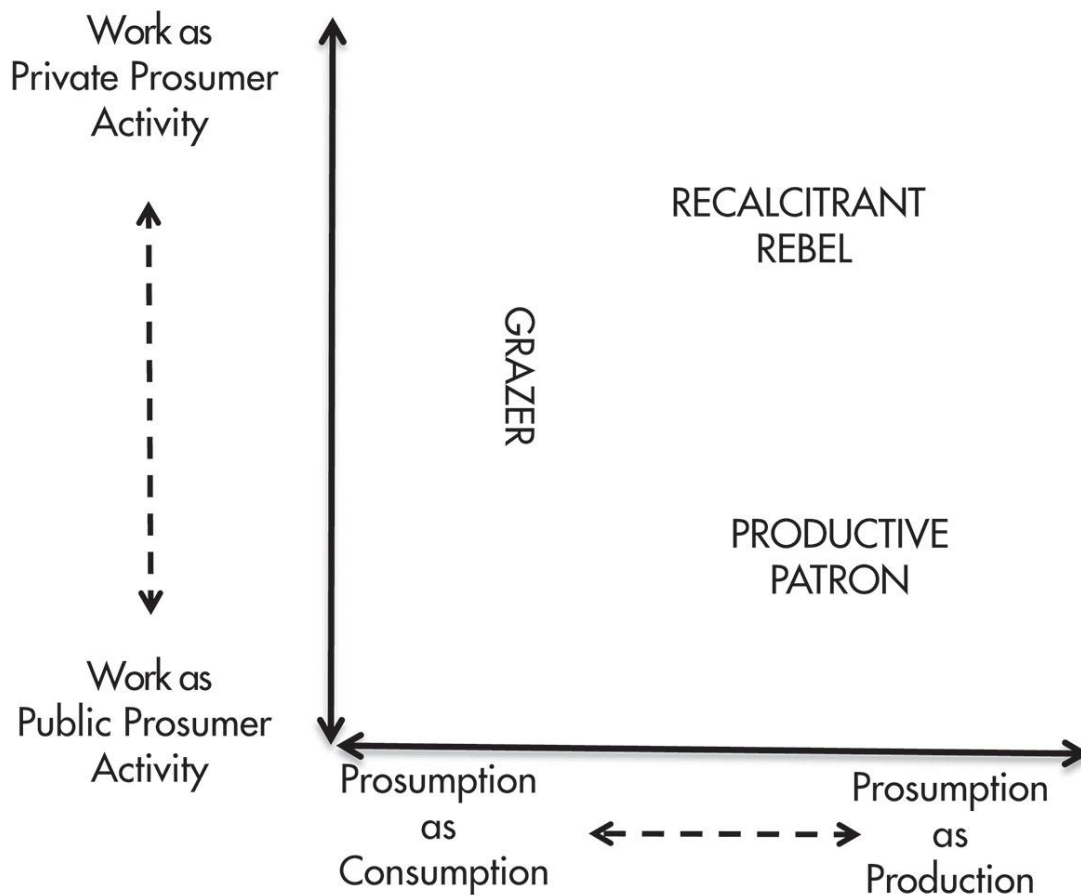 Work as
Private Prosumer
Activity
RECALCITRANT
REBEL
GRAZER
PRODUCTIVE
PATRON
Work as
Public Prosumer
Activity
Prosumption
as
Consumption
Prosumption
as
Production